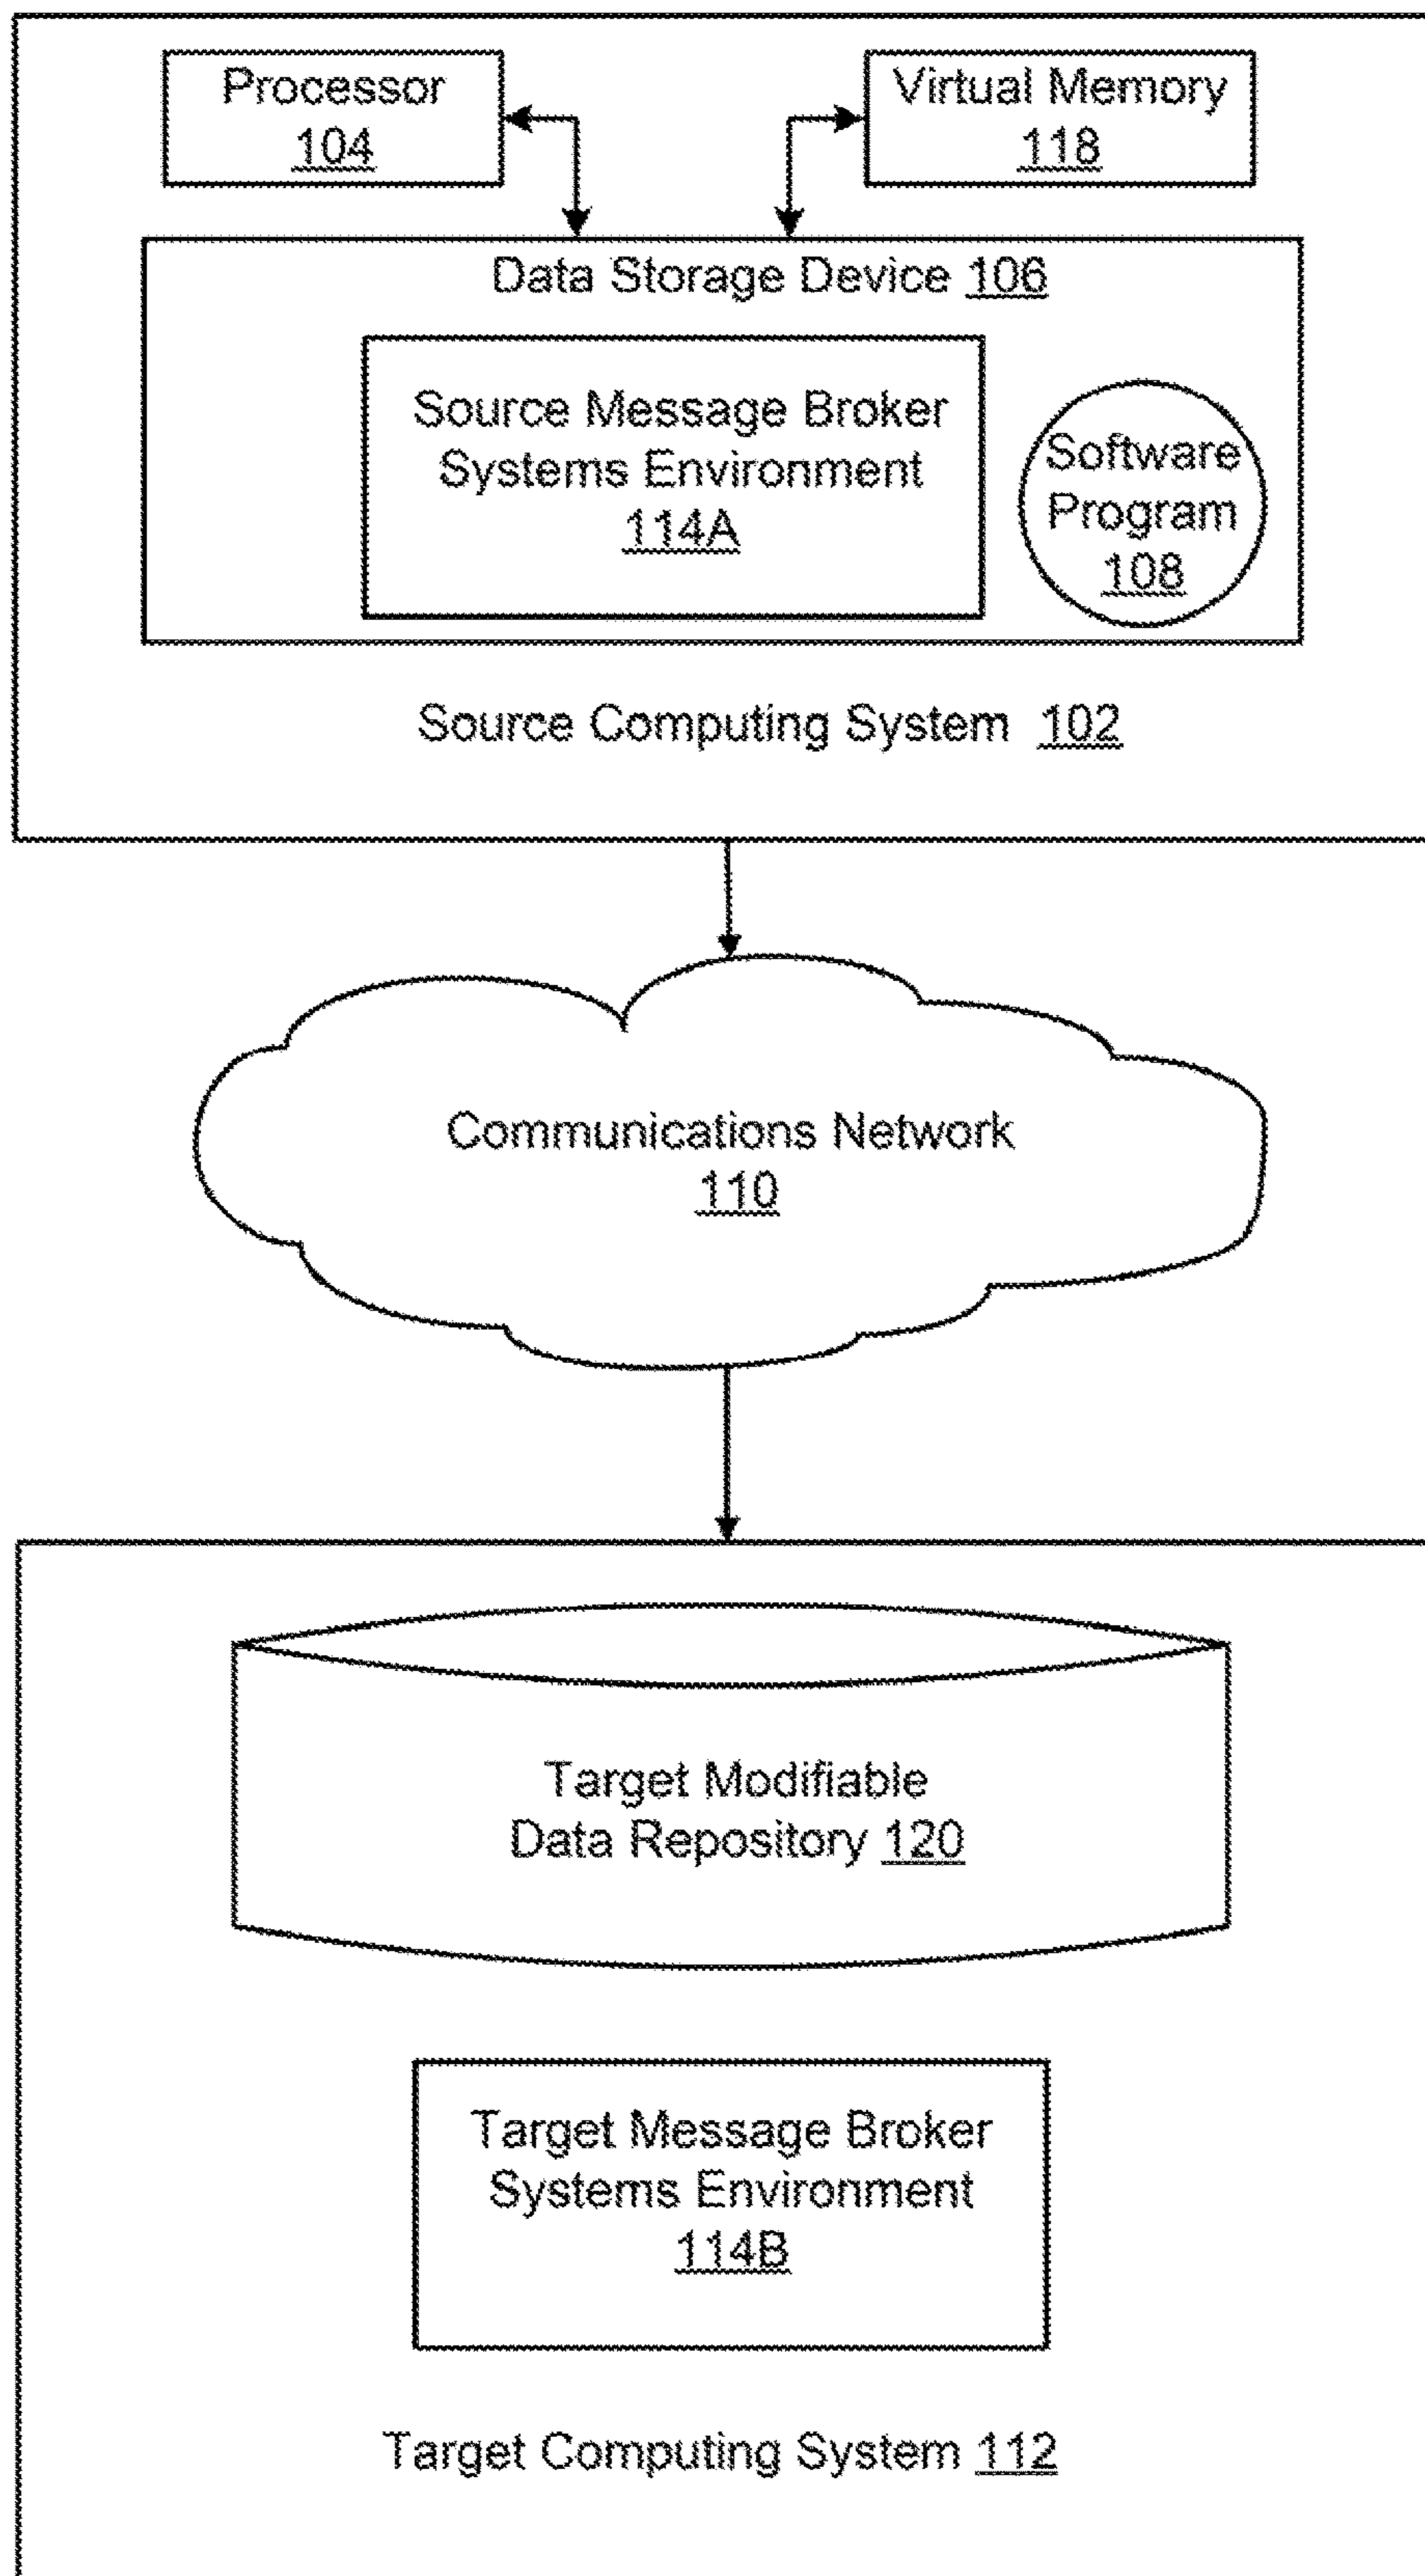 Processor
104
Virtual Memory
118
Data Storage Device 106
Source Message Broker
Systems Environment
114A
Software
Program
108
Source Computing System 102
Communications Network
110
Target Modifiable
Data Repository 120
Target Message Broker
Systems Environment
114B
Target Computing System 112